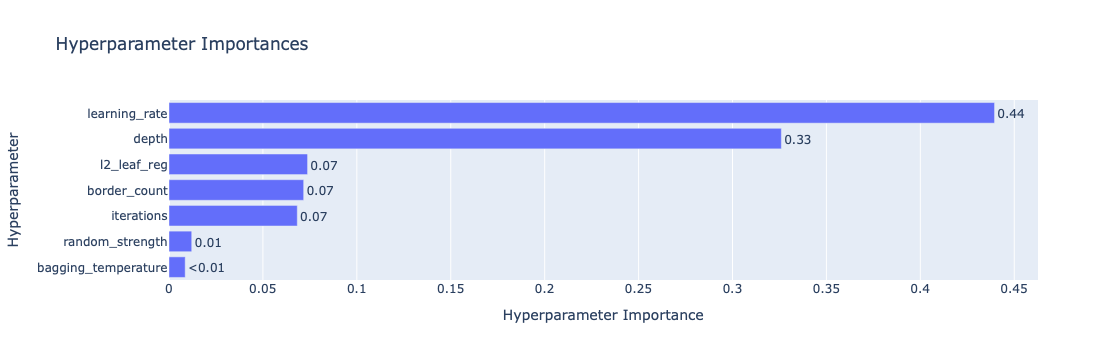 Hyperparameter Importances
Hyperparameter
learning_rate 0.44
depth 0.33
l2_leaf_reg 0.07
border_count 0.07
iterations 0.07
random_strength 0.01
bagging_temperature <0.01
0 0.05 0.1 0.15 0.2 0.25 0.3 0.35 0.4 0.45
Hyperparameter Importance